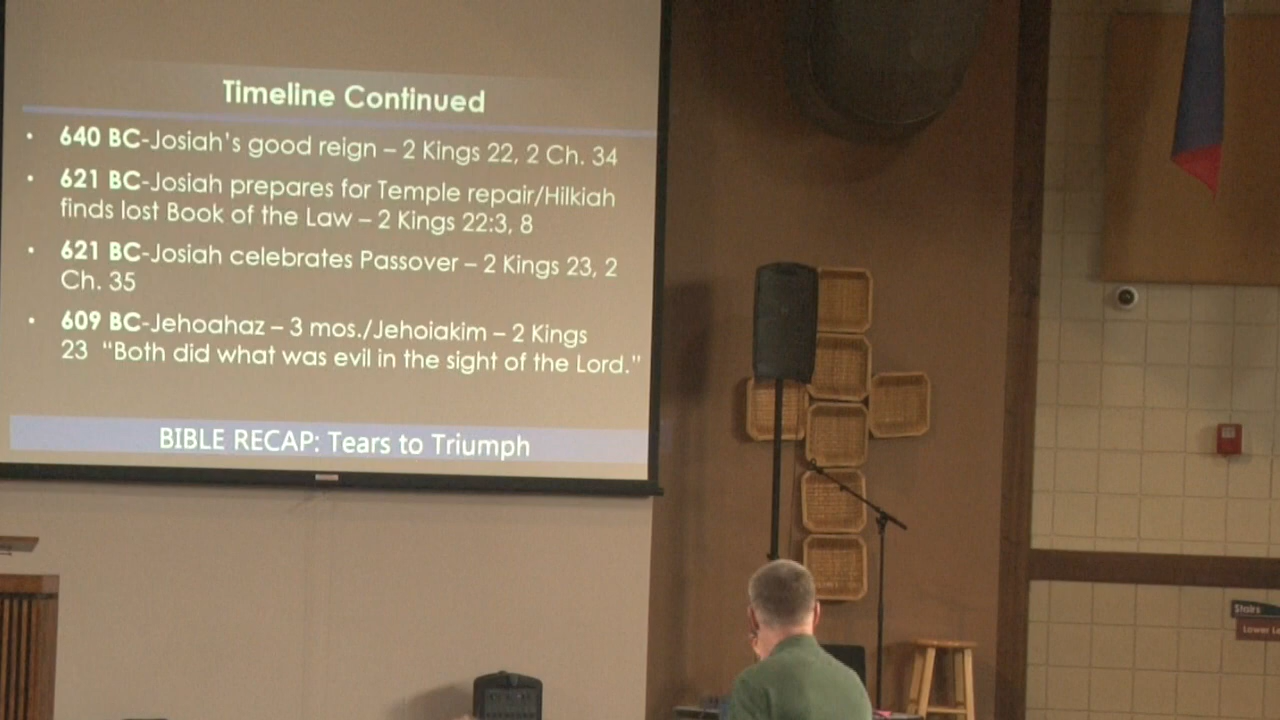 Timeline Continued
• 640 BC-Josiah's good reign – 2 Kings 22, 2 Ch. 34
• 621 BC-Josiah prepares for Temple repair/Hilkiah
finds lost Book of the Law – 2 Kings 22:3, 8
• 621 BC-Josiah celebrates Passover – 2 Kings 23, 2
Ch. 35
• 609 BC-Jehoahaz – 3 mos./Jehoiakim – 2 Kings
23 “Both did what was evil in the sight of the Lord.”
BIBLE RECAP: Tears to Triumph
Stairs
Lower